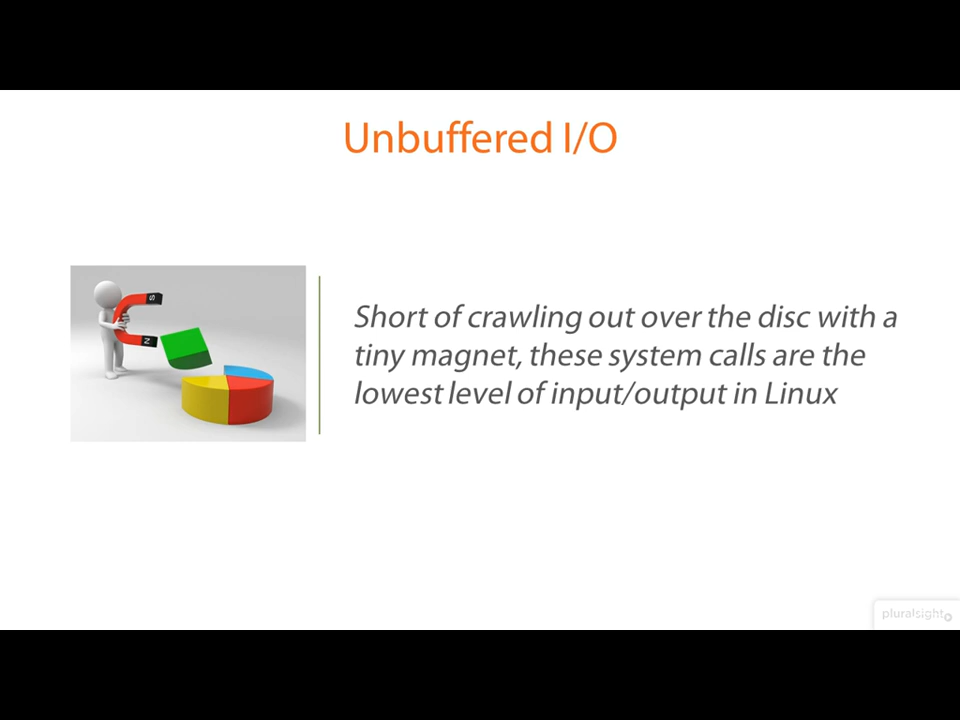 Unbuffered I/O
S
N
Short of crawling out over the disc with a
tiny magnet, these system calls are the
lowest level of input/output in Linux
pluralsight